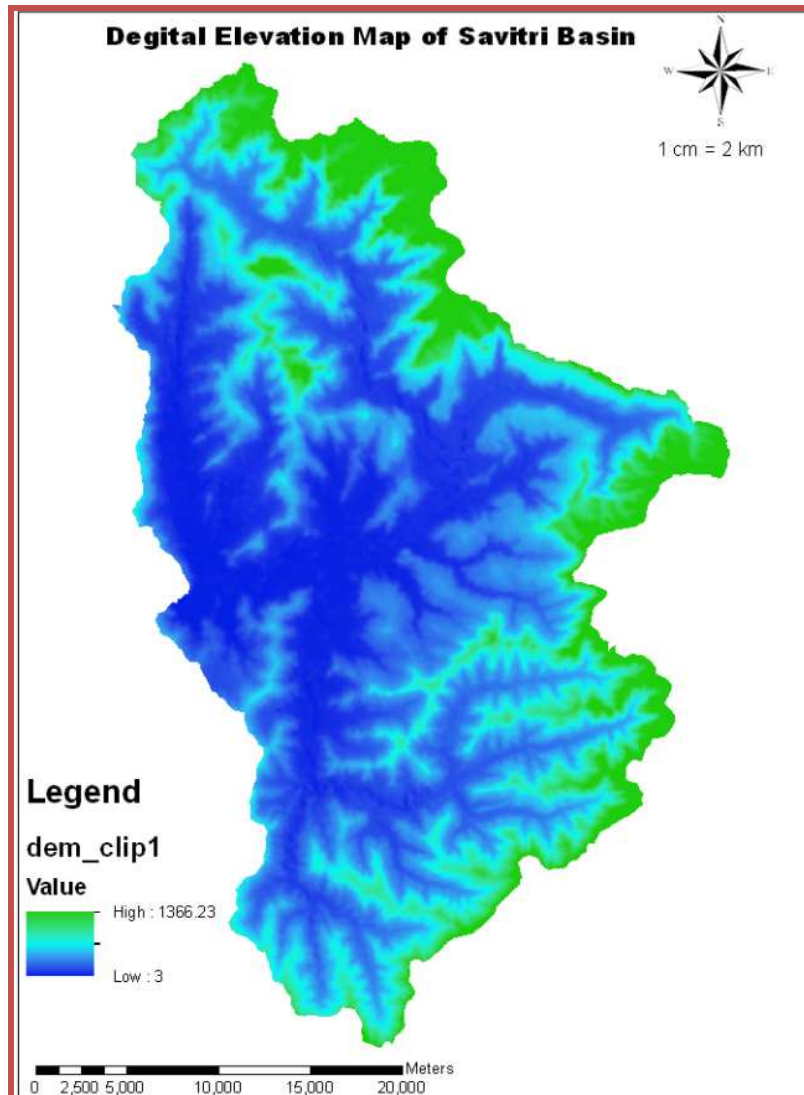 Degital Elevation Map of Savitri Basin
N
W E
S
1 cm = 2 km
Legend
dem_clip1
Value
High : 1366.23
Low : 3
Meters
0 2,500 5,000 10,000 15,000 20,000